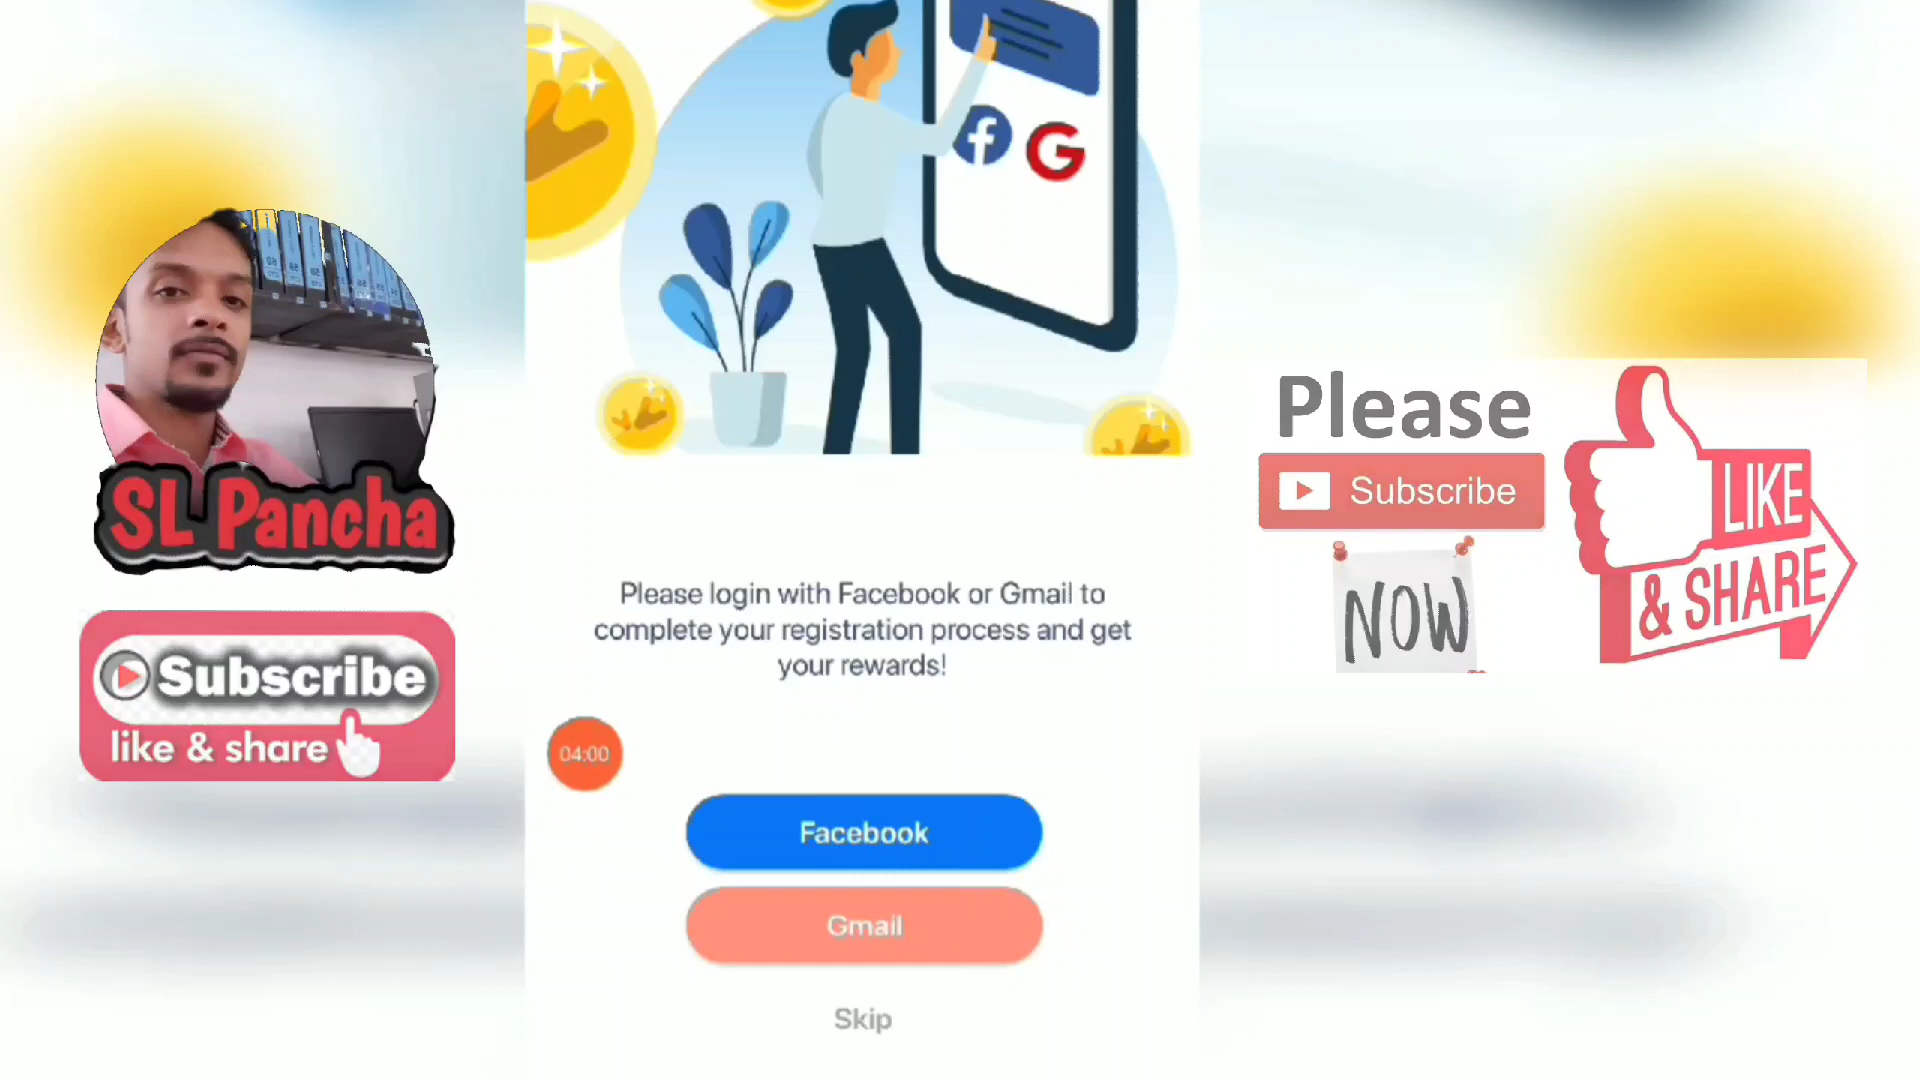 SL Pancha
Subscribe
like & share
Please login with Facebook or Gmail to
complete your registration process and get
your rewards!
04:00
Facebook
Gmail
Skip
Please
Subscribe
NOW
LIKE
& SHARE